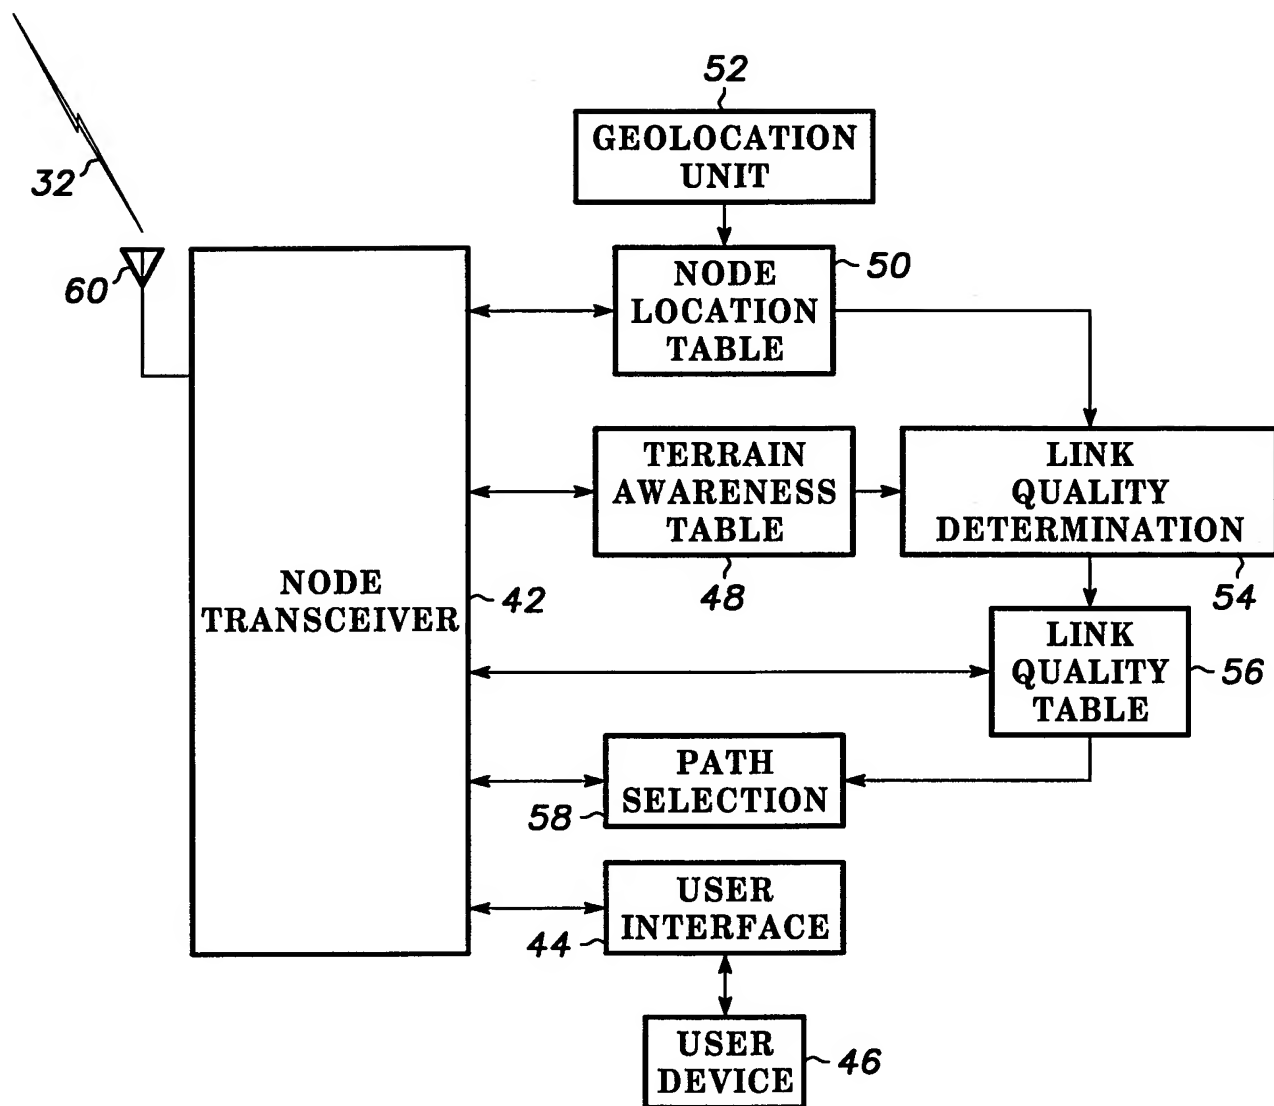 52
GEOLOCATION
UNIT
32
60
NODE
LOCATION
TABLE
50
TERRAIN
AWARENESS
TABLE
48
LINK
QUALITY
DETERMINATION
54
NODE
TRANSCEIVER
42
LINK
QUALITY
TABLE
56
PATH
SELECTION
58
USER
INTERFACE
44
USER
DEVICE
46